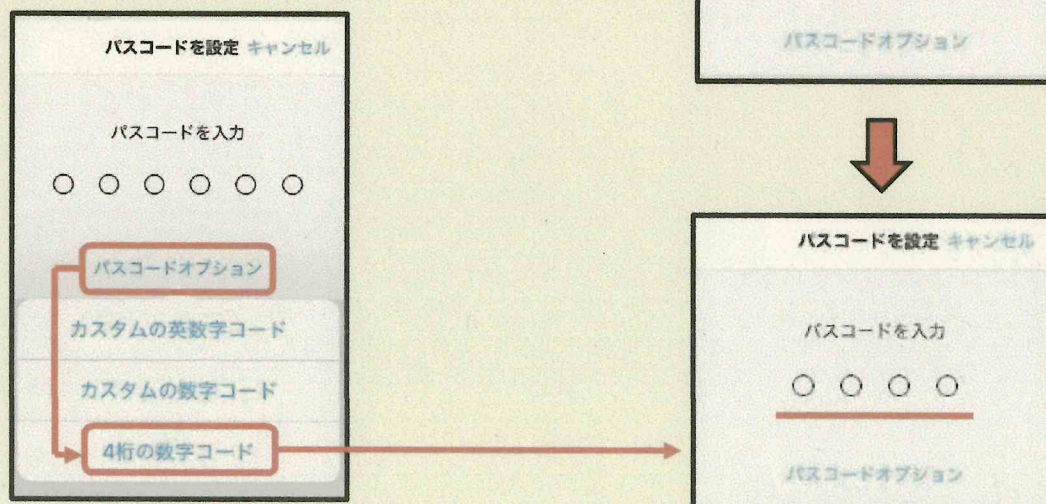 パスコードを設定 キャンセル
パスコードを入力
パスコードオプション
カスタムの英数字コード
カスタムの数字コード
4桁の数字コード
パスコードオプション
パスコードを設定 キャンセル
パスコードを入力
パスコードオプション